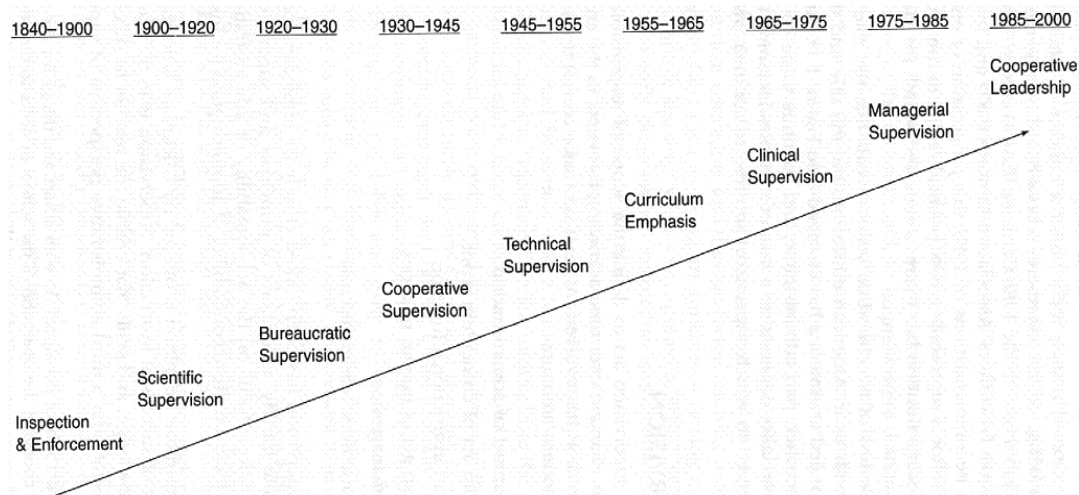 1840–1900 1900–1920 1920–1930 1930–1945 1945–1955 1955–1965 1965–1975 1975–1985 1985–2000
Cooperative
Leadership
Managerial
Supervision
Clinical
Supervision
Curriculum
Emphasis
Technical
Supervision
Cooperative
Supervision
Bureaucratic
Supervision
Scientific
Supervision
Inspection
& Enforcement